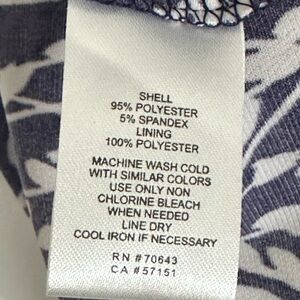 SHELL
95% POLYESTER
5% SPANDEX
LINING
100% POLYESTER
MACHINE WASH COLD
WITH SIMILAR COLORS
USE ONLY NON
CHLORINE BLEACH
WHEN NEEDED
LINE DRY
COOL IRON IF NECESSARY
RN #70643
CA #57151